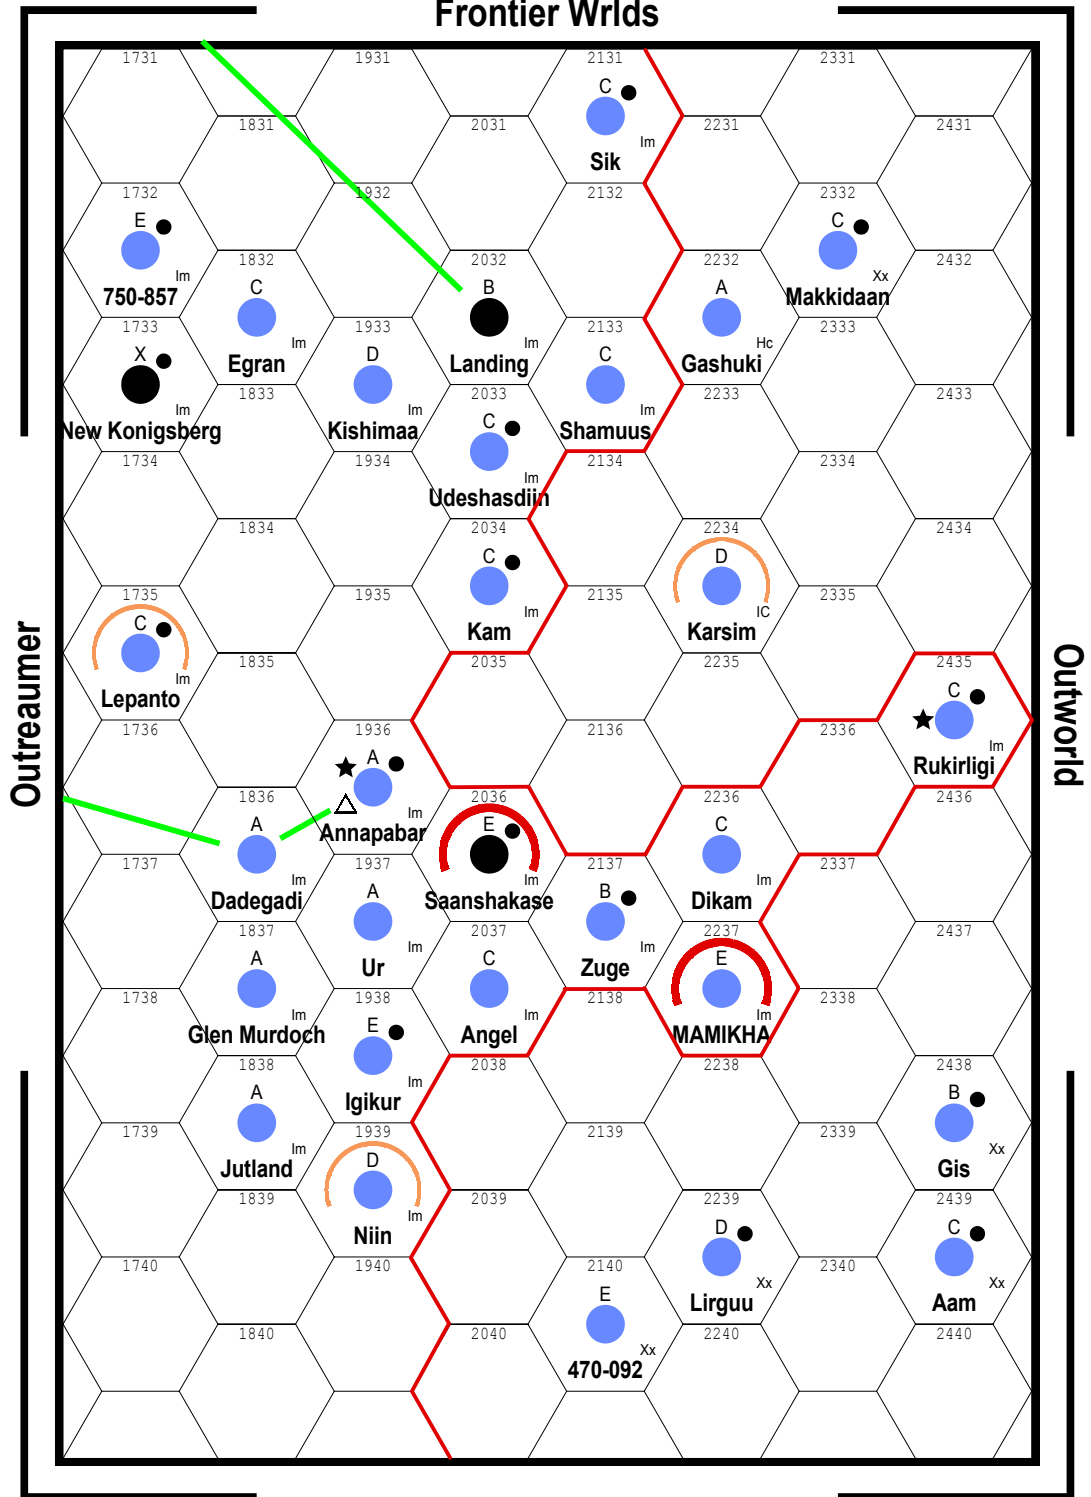 Frontier Wrlds
1731 1931 2131 2331
C
Sik Im
1831 2031 2231 2431
1732 1932 2132 2332
E
750-857 Im
C
Makkidaan Xx
1832 2032 2232 2432
C
Egran Im
B
Landing Im
A
Gashuki Hc
1733 1933 2133 2333
X
New Konigsberg Im
D
Kishimaa Im
C
Shamuus Im
1833 2033 2233 2433
C
Udeshasdiin Im
1734 1934 2134 2334
1834 2034 2234 2434
C
Kam Im
D
Karsim IC
1735 1935 2135 2335
C
Lepanto Im
1835 2035 2235 2435
C
Rukirligi Im
1736 1936 2136 2336
A
Annapabar Im
1836 2036 2236 2436
A
Dadegadi Im
E
Saanshakase Im
C
Dikam Im
1737 1937 2137 2337
A
Ur Im
B
Zuge Im
1837 2037 2237 2437
A
Glen Murdoch Im
C
Angel Im
E
MAMIKHA Im
1738 1938 2138 2338
E
Igikur Im
1838 2038 2238 2438
A
Jutland Im
B
Gis Xx
1739 1939 2139 2339
D
Niin Im
1839 2039 2239 2439
D
Lirguu Xx
C
Aam Xx
1740 1940 2140 2340
E
470-092 Xx
1840 2040 2240 2440
Outreaumer
Outworld